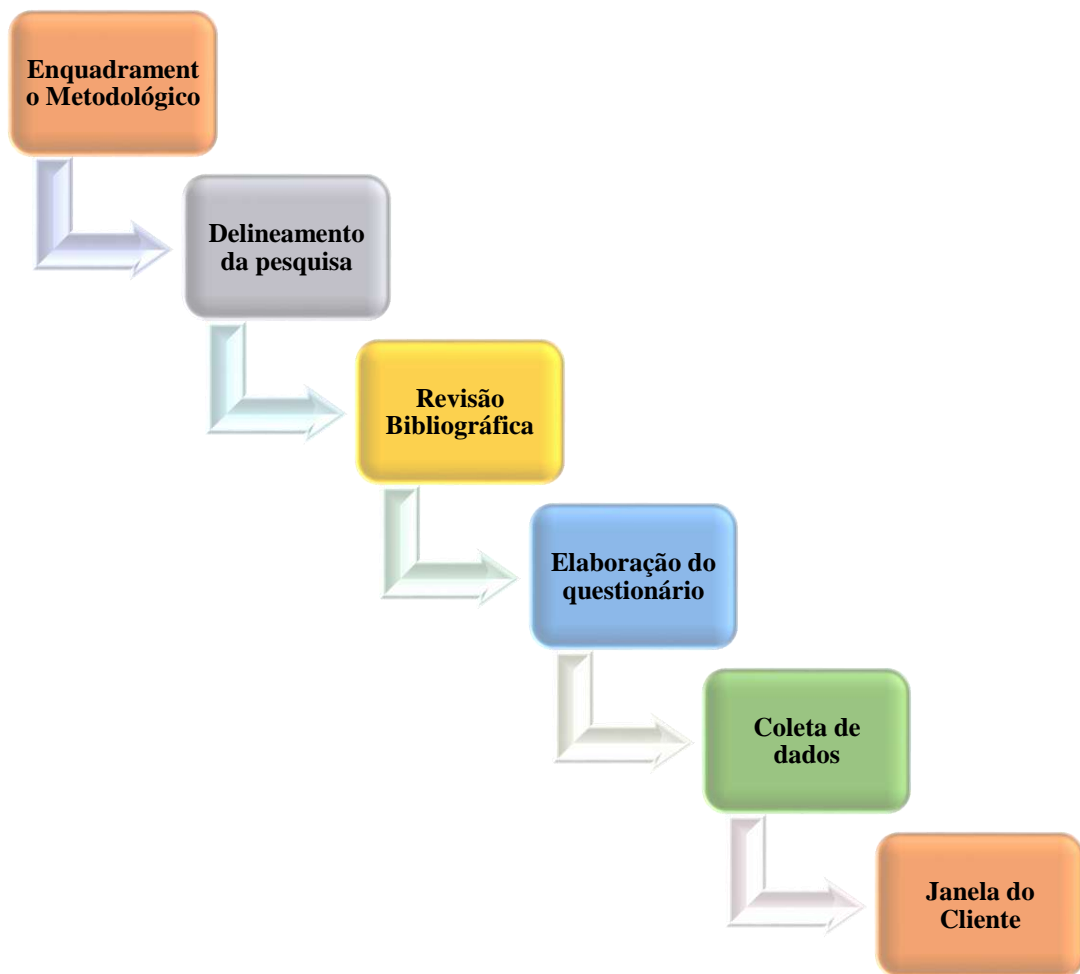 Enquadrament
o Metodológico
Delineamento
da pesquisa
Revisão
Bibliográfica
Elaboração do
questionário
Coleta de
dados
Janela do
Cliente